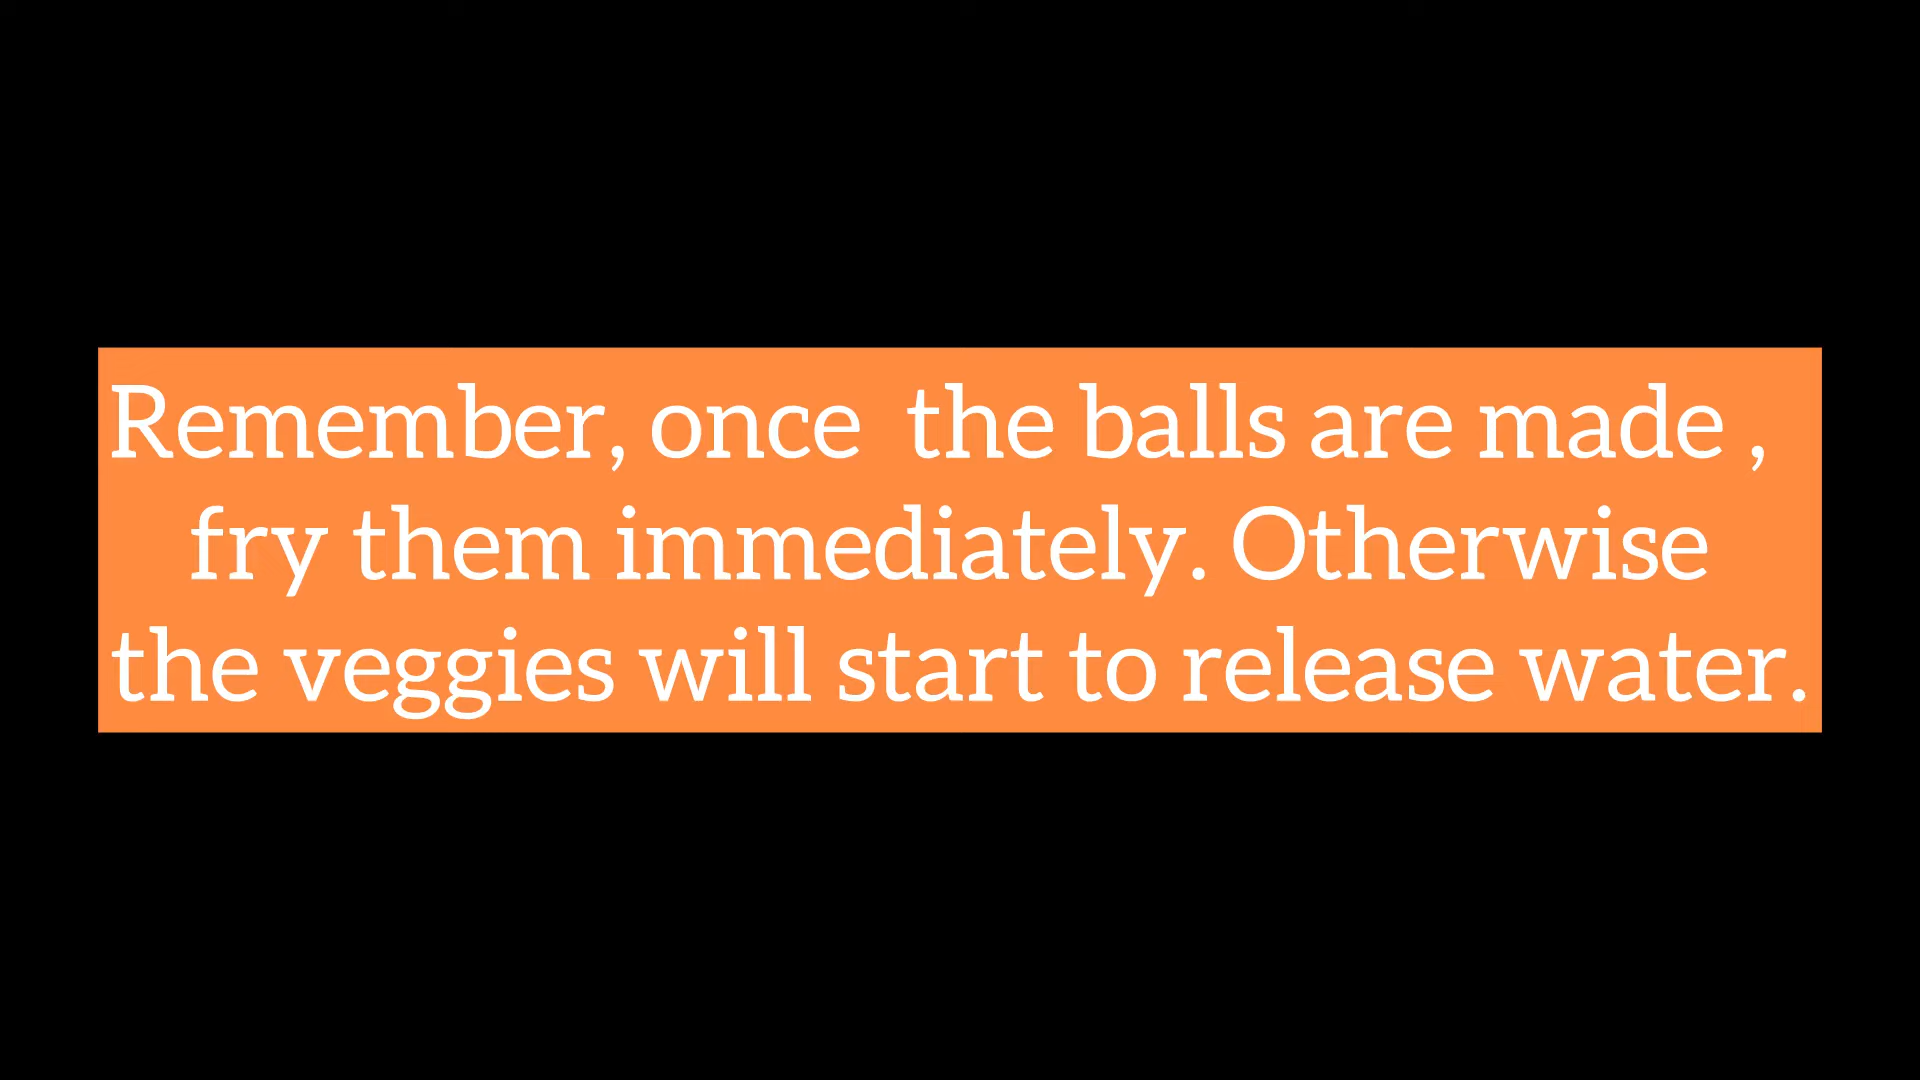 Remember, once  the balls are made ,
fry them immediately. Otherwise
the veggies will start to release water.